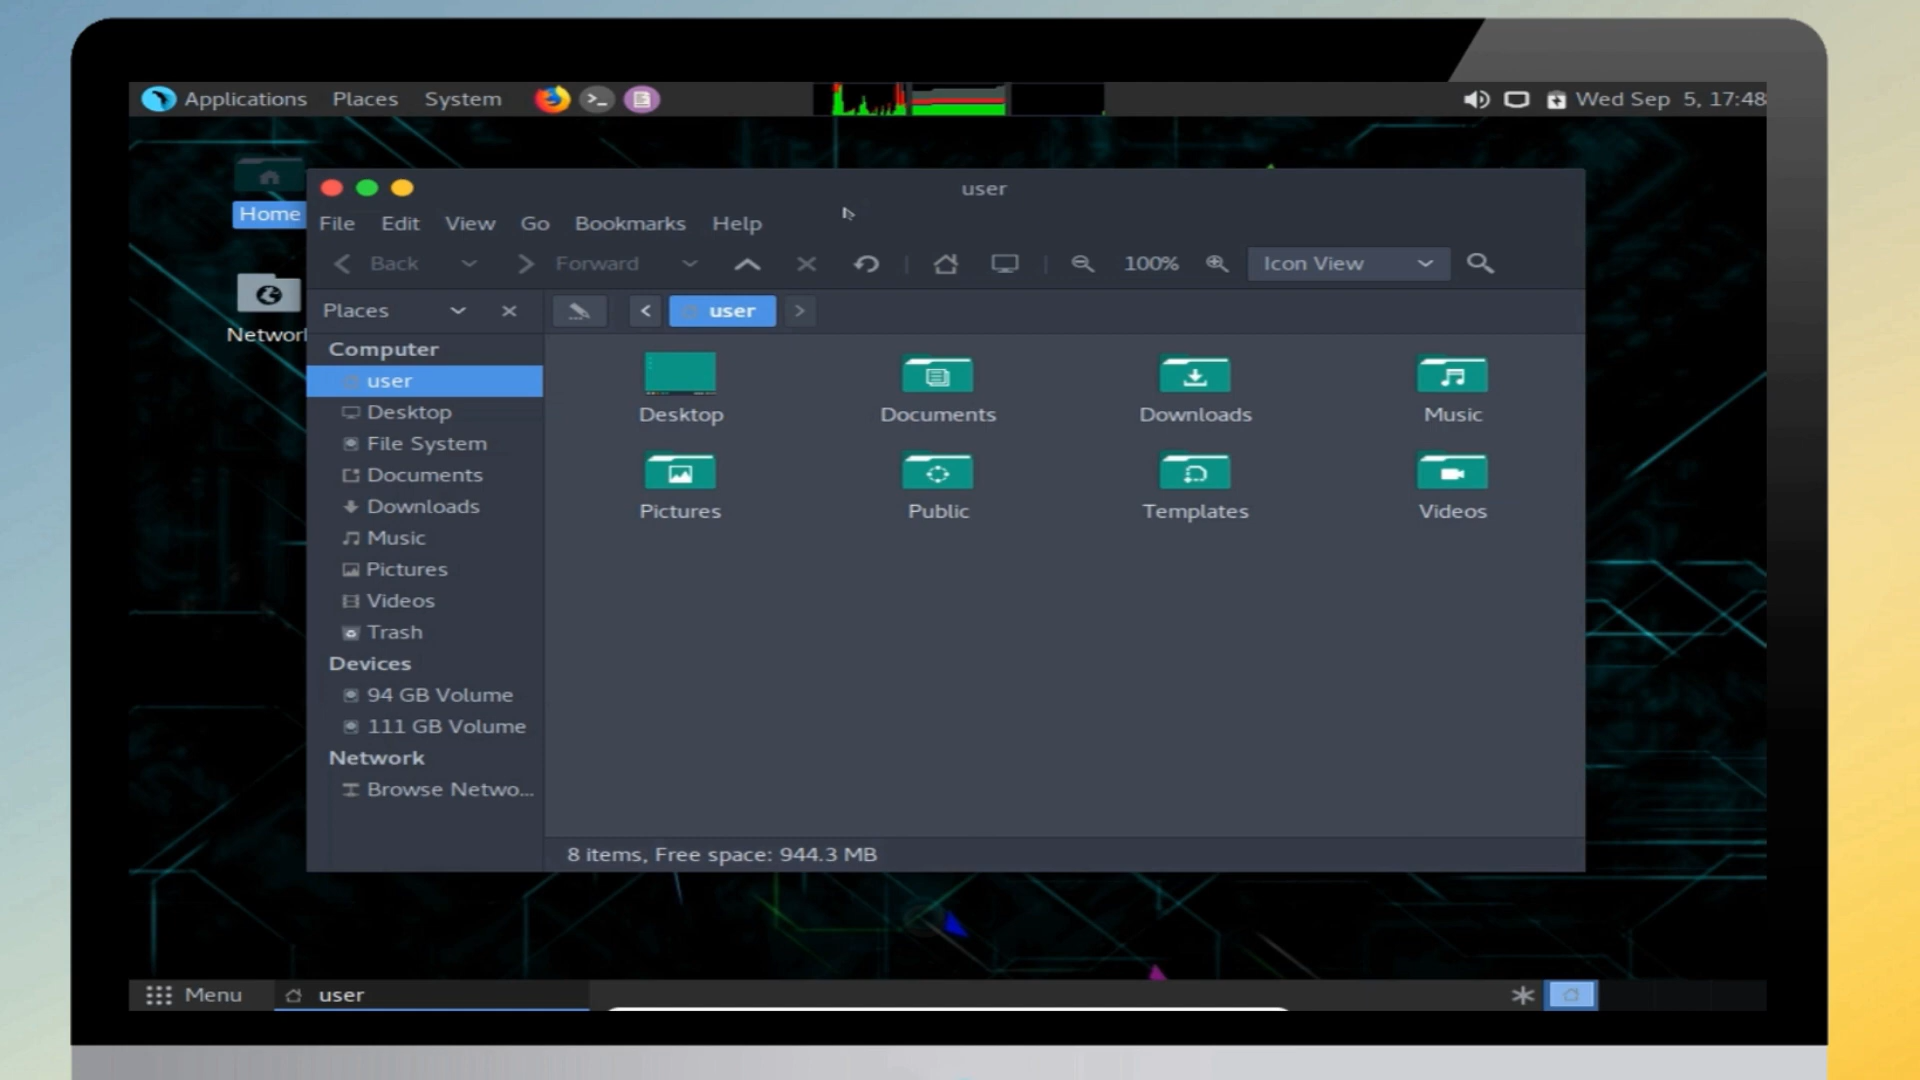 Applications Places System
Wed Sep 5, 17:48
Home
user
File Edit View Go Bookmarks Help
Back Forward 100% Icon View
Places
user
Computer
user
Desktop
File System
Documents
Downloads
Music
Pictures
Videos
Trash
Devices
94 GB Volume
111 GB Volume
Network
Browse Netwo...
Desktop Documents Downloads Music
Pictures Public Templates Videos
8 items, Free space: 944.3 MB
Menu user